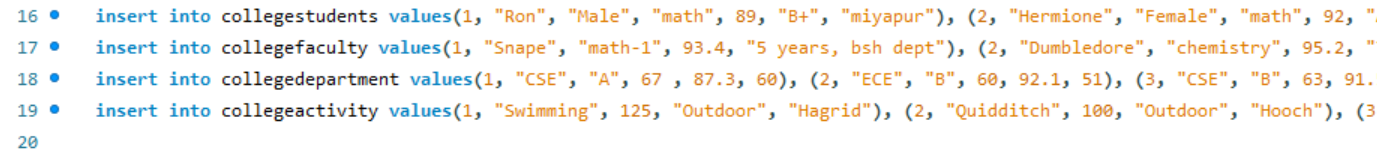 16 insert into collegestudents values(1, "Ron", "Male", "math", 89, "B+", "miyapur"), (2, "Hermione", "Female", "math", 92, "
17 insert into collegefaculty values(1, "Snape", "math-1", 93.4, "5 years, bsh dept"), (2, "Dumbledore", "chemistry", 95.2, "
18 insert into collegedepartment values(1, "CSE", "A", 67 , 87.3, 60), (2, "ECE", "B", 60, 92.1, 51), (3, "CSE", "B", 63, 91.
19 insert into collegeactivity values(1, "Swimming", 125, "Outdoor", "Hagrid"), (2, "Quidditch", 100, "Outdoor", "Hooch"), (3
20